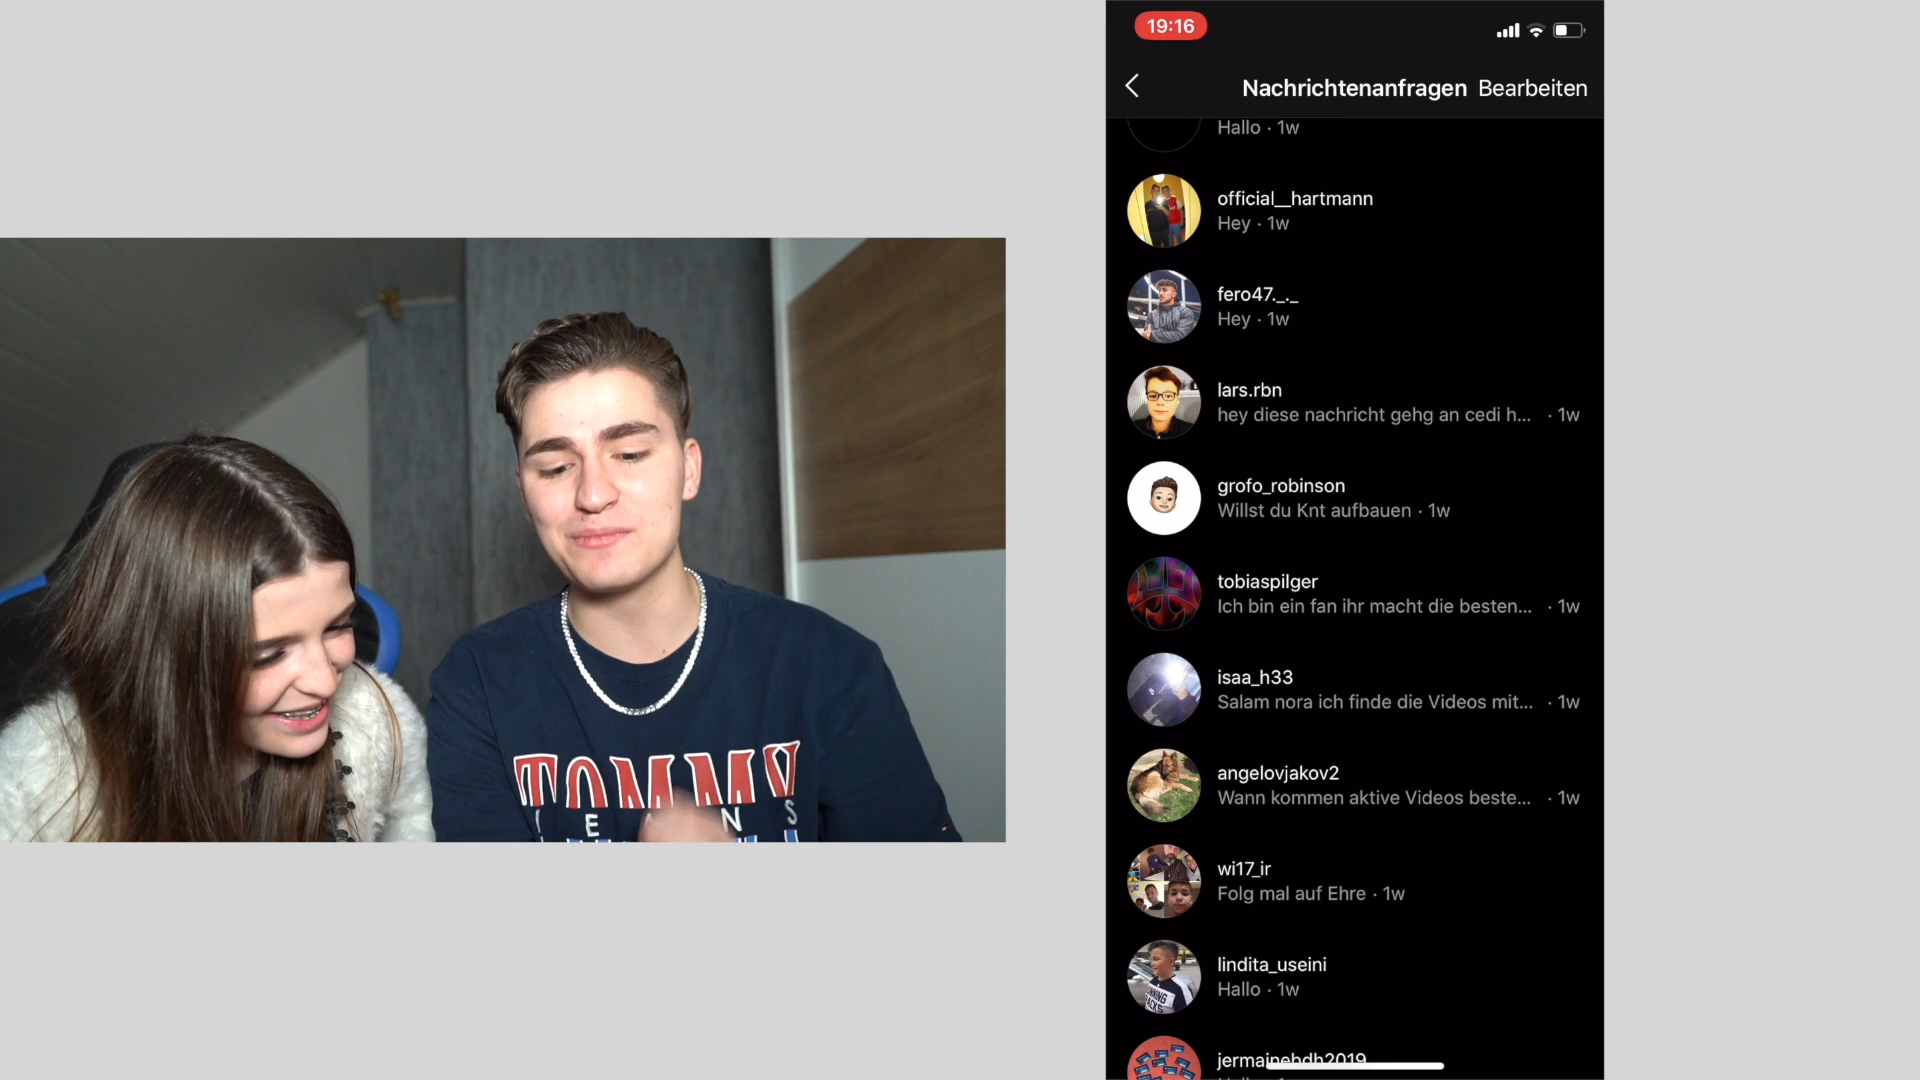 19:16
Nachrichtenanfragen Bearbeiten
Hallo · 1w
official__hartmann
Hey · 1w
fero47._._
Hey · 1w
lars.rbn
hey diese nachricht gehg an cedi h... · 1w
grofo_robinson
Willst du Knt aufbauen · 1w
tobiaspilger
Ich bin ein fan ihr macht die besten... · 1w
isaa_h33
Salam nora ich finde die Videos mit... · 1w
angelovjakov2
Wann kommen aktive Videos beste... · 1w
wi17_ir
Folg mal auf Ehre · 1w
lindita_useini
Hallo · 1w
jermainebdh2019
TOMMY